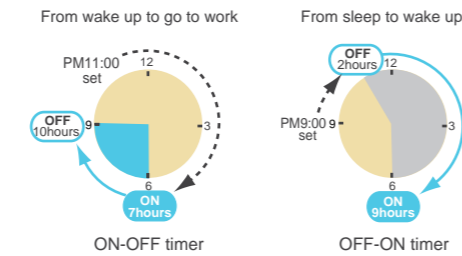 From wake up to go to work
PM11:00
set
12
3
6
9
OFF
10hours
ON
7hours
ON-OFF timer
From sleep to wake up
OFF
2hours
12
PM9:00
set
9
3
6
ON
9hours
OFF-ON timer